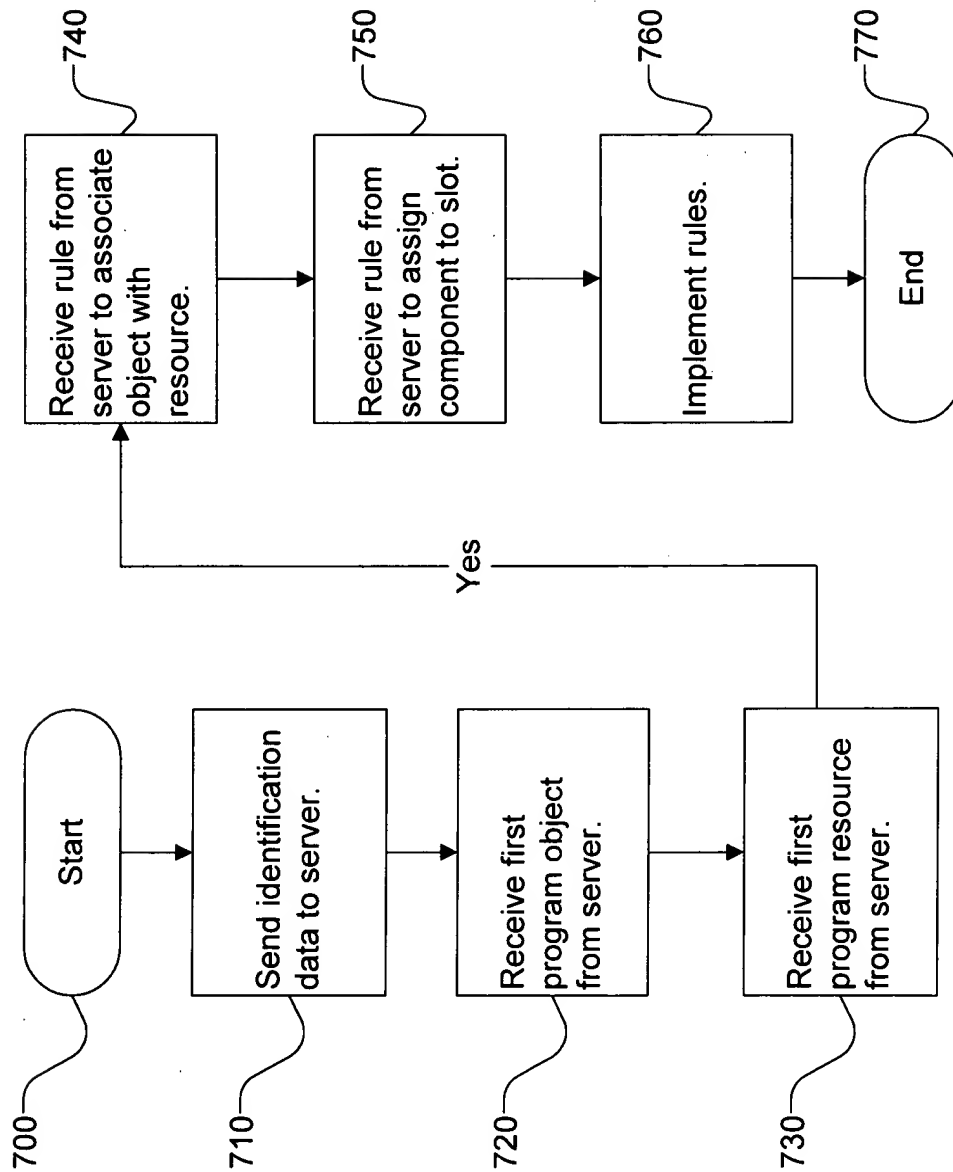 700
Start
710
Send identification
data to server.
720
Receive first
program object
from server.
730
Receive first
program resource
from server.
Yes
740
Receive rule from
server to associate
object with
resource.
750
Receive rule from
server to assign
component to slot.
760
Implement rules.
770
End